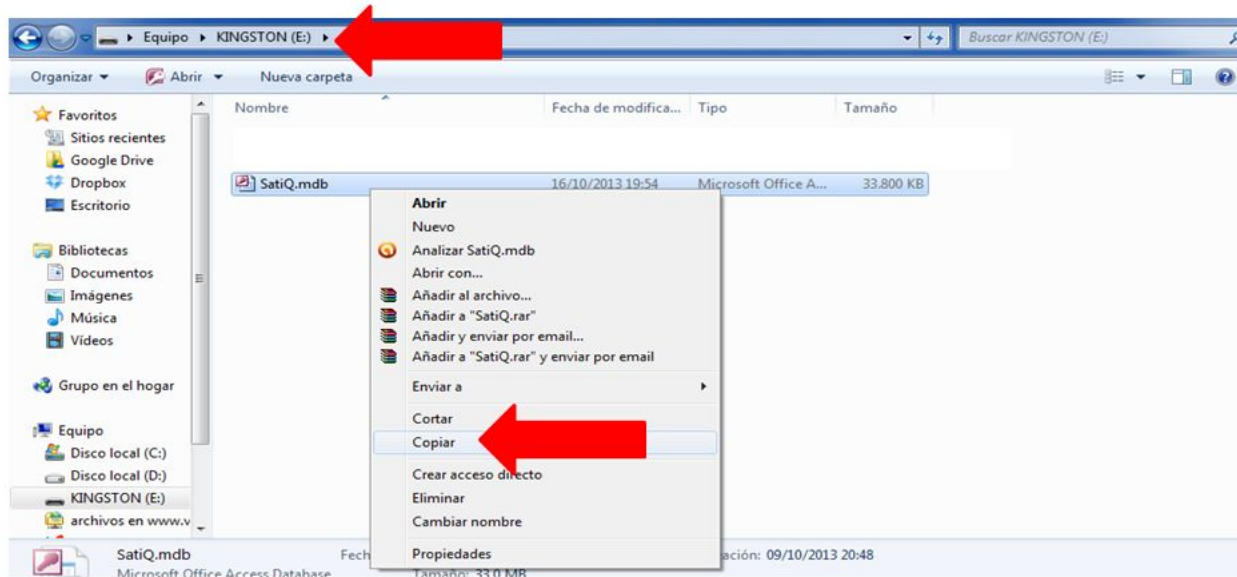 Equipo ▸ KINGSTON (E:) ▸
Buscar KINGSTON (E:)
Organizar Abrir Nueva carpeta
Nombre Fecha de modifica... Tipo Tamaño
Favoritos
Sitios recientes
Google Drive
Dropbox
Escritorio
Bibliotecas
Documentos
Imágenes
Música
Vídeos
Grupo en el hogar
Equipo
Disco local (C:)
Disco local (D:)
KINGSTON (E:)
archivos en www.v
SatiQ.mdb 16/10/2013 19:54 Microsoft Office A... 33.800 KB
Abrir
Nuevo
Analizar SatiQ.mdb
Abrir con...
Añadir al archivo...
Añadir a "SatiQ.rar"
Añadir y enviar por email...
Añadir a "SatiQ.rar" y enviar por email
Enviar a
Cortar
Copiar
Crear acceso directo
Eliminar
Cambiar nombre
Propiedades
SatiQ.mdb Fech ación: 09/10/2013 20:48
Microsoft Office Access Database Tamaño: 33,0 MB